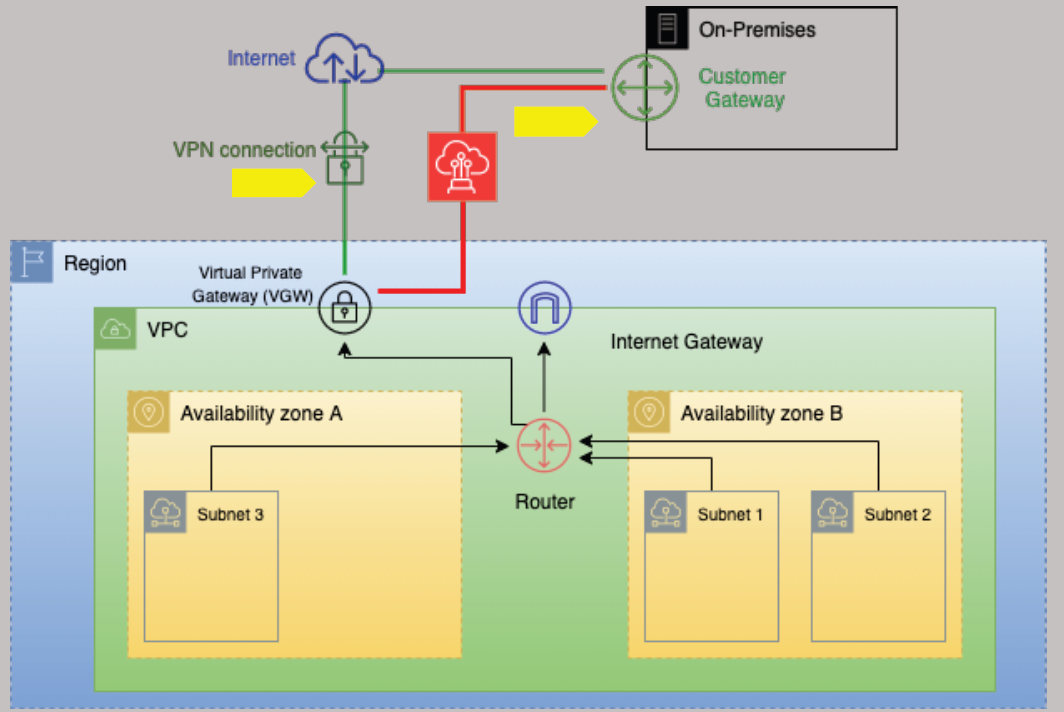 On-Premises
Internet
Customer
Gateway
VPN connection
Region
Virtual Private
Gateway (VGW)
VPC
Internet Gateway
Availability zone A
Availability zone B
Router
Subnet 3
Subnet 1
Subnet 2